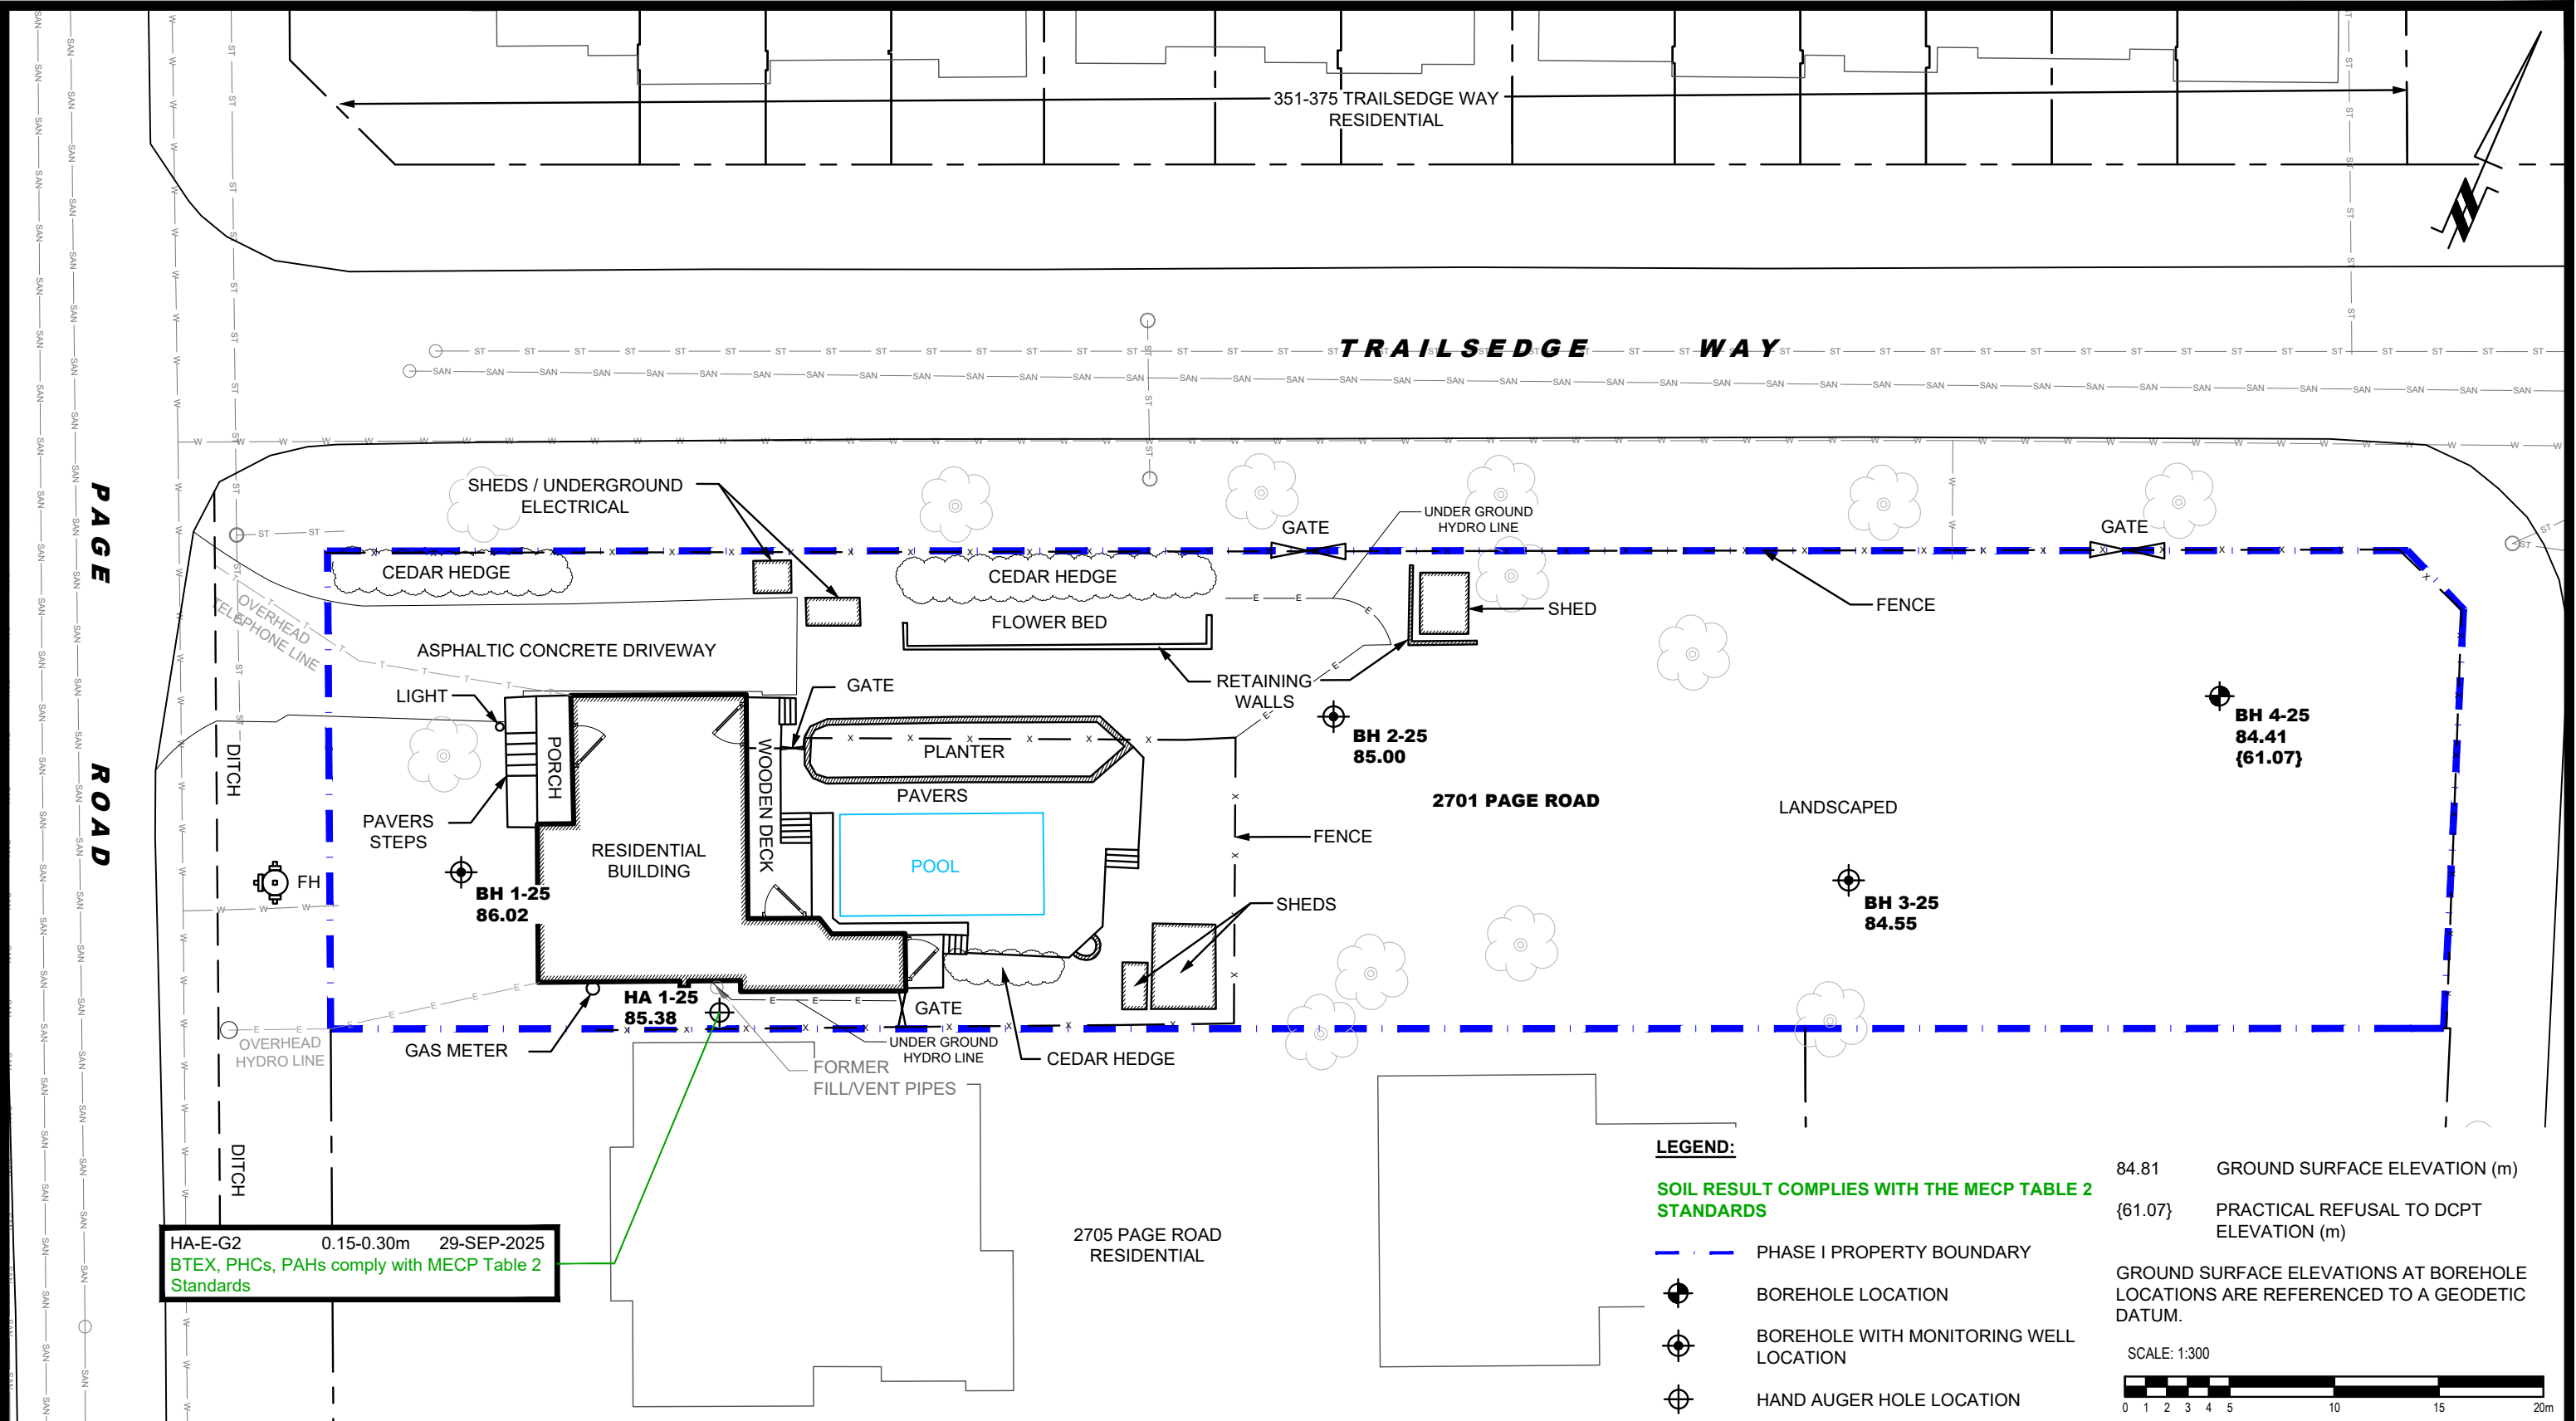 351-375 TRAILSEDGE WAY
RESIDENTIAL
TRAILSEDGE WAY
PAGE ROAD
SHEDS / UNDERGROUND
ELECTRICAL
GATE
UNDER GROUND
HYDRO LINE
GATE
CEDAR HEDGE
CEDAR HEDGE
FLOWER BED
SHED
FENCE
OVERHEAD
TELEPHONE LINE
ASPHALTIC CONCRETE DRIVEWAY
LIGHT
GATE
RETAINING
WALLS
DITCH
PORCH
WOODEN DECK
PLANTER
PAVERS
BH 2-25
85.00
BH 4-25
84.41
{61.07}
2701 PAGE ROAD
LANDSCAPED
PAVERS
STEPS
FENCE
RESIDENTIAL
BUILDING
POOL
FH
BH 1-25
86.02
SHEDS
BH 3-25
84.55
HA 1-25
85.38
GATE
OVERHEAD
HYDRO LINE
GAS METER
UNDER GROUND
HYDRO LINE
CEDAR HEDGE
FORMER
FILL/VENT PIPES
DITCH
HA-E-G2 0.15-0.30m 29-SEP-2025
BTEX, PHCs, PAHs comply with MECP Table 2
Standards
2705 PAGE ROAD
RESIDENTIAL
LEGEND:
SOIL RESULT COMPLIES WITH THE MECP TABLE 2
STANDARDS
PHASE I PROPERTY BOUNDARY
BOREHOLE LOCATION
BOREHOLE WITH MONITORING WELL
LOCATION
HAND AUGER HOLE LOCATION
84.81 GROUND SURFACE ELEVATION (m)
{61.07} PRACTICAL REFUSAL TO DCPT
ELEVATION (m)
GROUND SURFACE ELEVATIONS AT BOREHOLE
LOCATIONS ARE REFERENCED TO A GEODETIC
DATUM.
SCALE: 1:300
0 1 2 3 4 5 10 15 20m